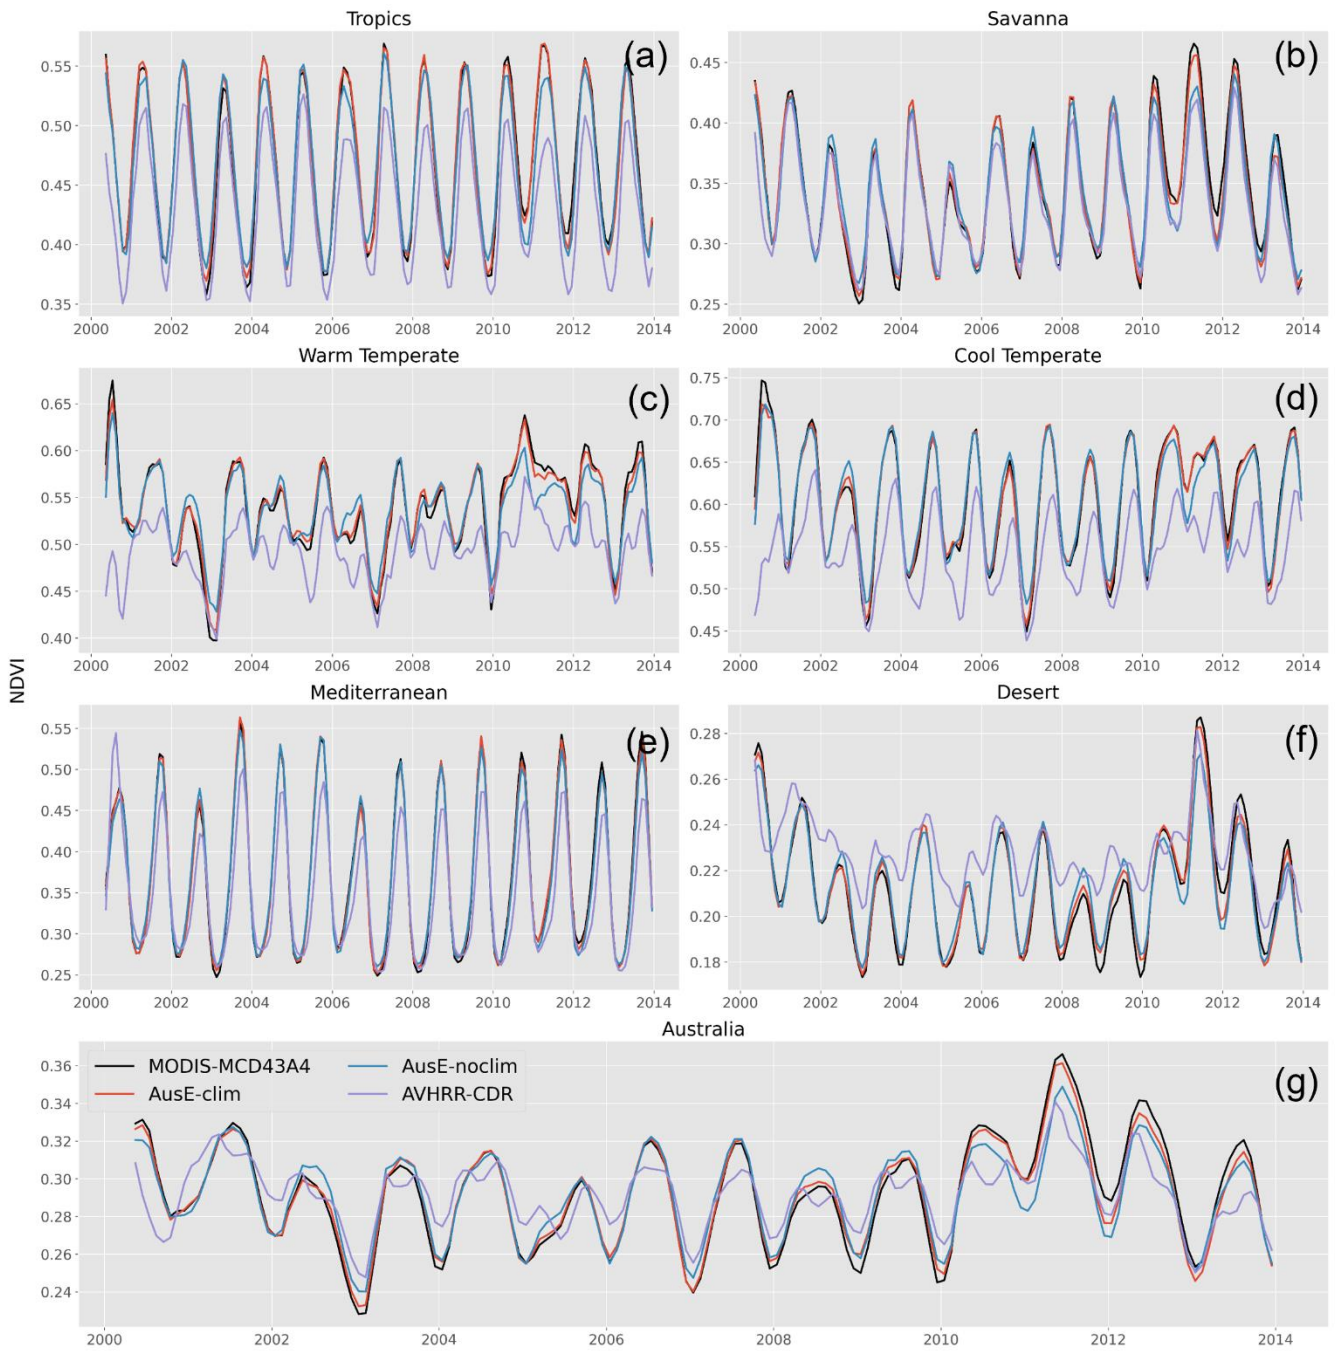 Tropics
Savanna
(a)
(b)
0.55
0.50
0.45
0.40
0.35
0.45
0.40
0.35
0.30
0.25
2000 2002 2004 2006 2008 2010 2012 2014
2000 2002 2004 2006 2008 2010 2012 2014
Warm Temperate
Cool Temperate
(c)
(d)
0.65
0.60
0.55
0.50
0.45
0.40
0.75
0.70
0.65
0.60
0.55
0.50
0.45
2000 2002 2004 2006 2008 2010 2012 2014
2000 2002 2004 2006 2008 2010 2012 2014
NDVI
Mediterranean
Desert
(e)
(f)
0.55
0.50
0.45
0.40
0.35
0.30
0.25
0.28
0.26
0.24
0.22
0.20
0.18
2000 2002 2004 2006 2008 2010 2012 2014
2000 2002 2004 2006 2008 2010 2012 2014
Australia
MODIS-MCD43A4
AusE-clim
AusE-noclim
AVHRR-CDR
(g)
0.36
0.34
0.32
0.30
0.28
0.26
0.24
2000 2002 2004 2006 2008 2010 2012 2014